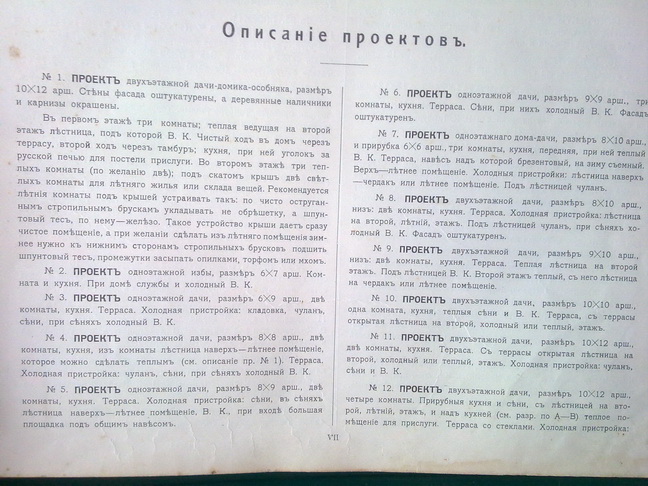 Описаніе проектовъ.
№ 1. ПРОЕКТЪ двухъэтажной дачи-домика-особняка, размѣръ
10×12 арш. Стѣны фасада оштукатурены, а деревянные наличники
и карнизы окрашены.
Въ первомъ этажѣ три комнаты; теплая ведущая на второй
этажъ лѣстница, подъ которой В. К. Чистый ходъ въ домъ черезъ
террасу, второй ходъ черезъ тамбуръ; кухня, при ней уголокъ за
русской печью для постели прислуги. Во второмъ этажѣ три теп-
лыхъ комнаты (по желанію двѣ); подъ скатомъ крышъ двѣ свѣт-
лыхъ комнаты для лѣтняго жилья или склада вещей. Рекомендуется
лѣтнія комнаты подъ крышей устраивать такъ: по чисто оструган-
нымъ стропильнымъ брускамъ укладывать не обрѣшетку, а шпун-
товый тесъ, по нему—желѣзо. Такое устройство крыши даетъ сразу
чистое помѣщеніе, а при желаніи сдѣлать изъ лѣтняго помѣщенія зим-
нее нужно къ нижнимъ сторонамъ стропильныхъ брусковъ подшить
шпунтовый тесъ, промежутки засыпать опилками, торфомъ или мхомъ.
№ 2. ПРОЕКТЪ одноэтажной избы, размѣръ 6×7 арш. Ком-
ната и кухня. При домѣ службы и холодный В. К.
№ 3. ПРОЕКТЪ одноэтажной дачи, размѣръ 6×9 арш., двѣ
комнаты, кухня. Терраса. Холодная пристройка: кладовка, чуланъ,
сѣни, при сѣняхъ холодный В. К.
№ 4. ПРОЕКТЪ одноэтажной дачи, размѣръ 8×8 арш., двѣ
комнаты, кухня, изъ комнаты лѣстница наверхъ—лѣтнее помѣщеніе,
которое можно сдѣлать теплымъ (см. описаніе пр. № 1). Терраса.
Холодная пристройка: чуланъ, сѣни, при сѣняхъ холодный В. К.
№ 5. ПРОЕКТЪ одноэтажной дачи, размѣръ 8×9 арш., двѣ
комнаты, кухня. Терраса. Холодная пристройка: сѣни, въ сѣняхъ
лѣстница наверхъ—лѣтнее помѣщеніе, В. К., при входѣ большая
площадка подъ общимъ навѣсомъ.
№ 6. ПРОЕКТЪ одноэтажной дачи, размѣръ 9×9 арш., три
комнаты, кухня. Терраса. Сѣни, при нихъ холодный В. К. Фасадъ
оштукатуренъ.
№ 7. ПРОЕКТЪ одноэтажнаго дома-дачи, размѣръ 8×10 арш.,
и прирубка 6×6 арш., три комнаты, кухня, передняя, при ней теплый
В. К. Терраса, навѣсъ надъ которой брезентовый, на зиму съемный.
Верхъ—лѣтнее помѣщеніе. Холодныя пристройки: лѣстница наверхъ
—чердакъ или лѣтнее помѣщеніе. Подъ лѣстницей чуланъ.
№ 8. ПРОЕКТЪ двухъэтажной дачи, размѣръ 8×10 арш.,
низъ: двѣ комнаты, кухня. Терраса. Холодная пристройка: лѣстница
на второй, лѣтній, этажъ. Подъ лѣстницей чуланъ, при сѣняхъ хо-
лодный В. К. Фасадъ оштукатуренъ.
№ 9. ПРОЕКТЪ двухъэтажной дачи, размѣръ 9×10 арш.,
низъ: двѣ комнаты, кухня. Терраса. Теплая лѣстница на второй
этажъ. Подъ лѣстницей В. К. Второй этажъ теплый, съ него лѣстница
на чердакъ или лѣтнее помѣщеніе.
№ 10. ПРОЕКТЪ двухэтажной дачи, размѣръ 10×10 арш.,
одна комната, кухня, теплыя сѣни и В. К. Терраса, съ террасы
открытая лѣстница на второй, холодный или теплый, этажъ.
№ 11. ПРОЕКТЪ двухэтажной дачи, размѣръ 10×12 арш.,
двѣ комнаты, кухня. Терраса. Съ террасы открытая лѣстница на
второй, холодный или теплый, этажъ. Холодная пристройка: чуланъ,
сѣни и В. К.
№ 12. ПРОЕКТЪ двухэтажной дачи, размѣръ 10×12 арш.,
четыре комнаты. Прирубныя кухня и сѣни, съ лѣстницей на вто-
рой, лѣтній, этажъ, и надъ кухней (см. разр. по А—В) теплое по-
мѣщеніе для прислуги. Терраса со стеклами. Холодная пристройка:
VII